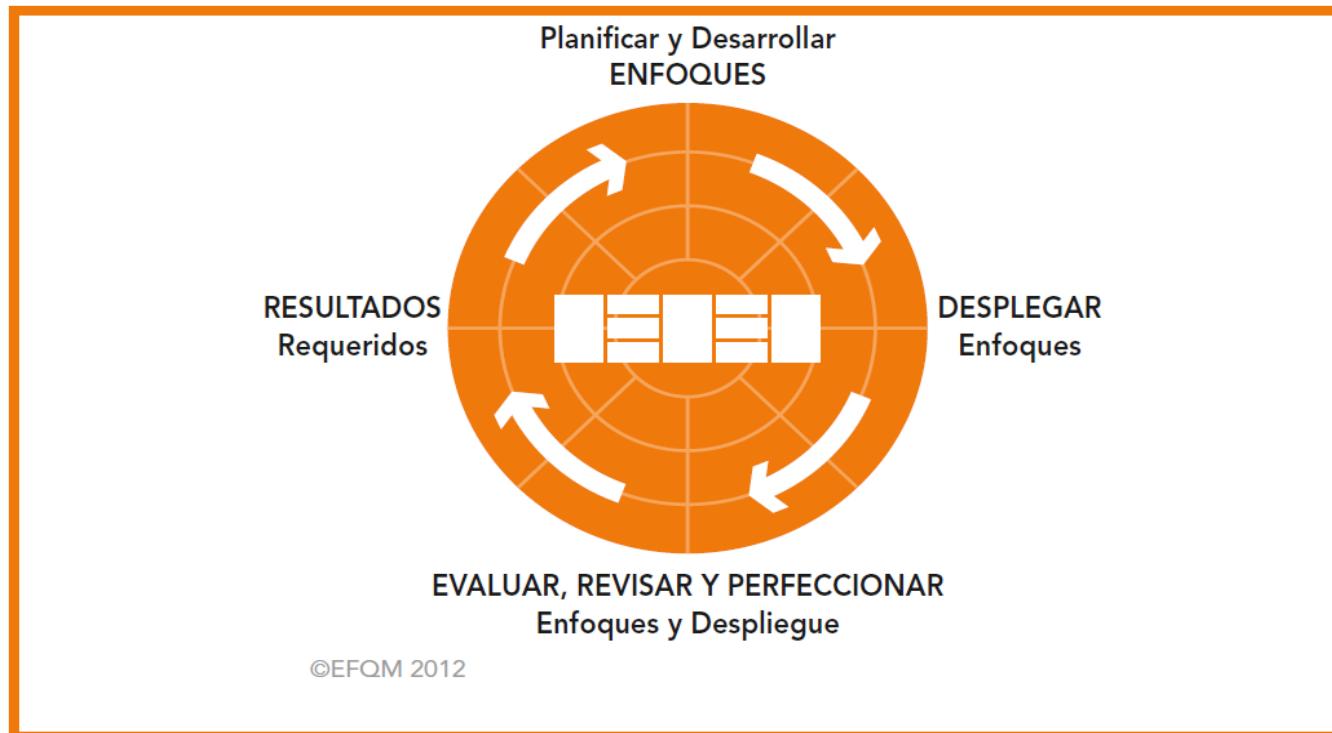 Planificar y Desarrollar
ENFOQUES
RESULTADOS
Requeridos
DESPLEGAR
Enfoques
EVALUAR, REVISAR Y PERFECCIONAR
Enfoques y Despliegue
©EFQM 2012